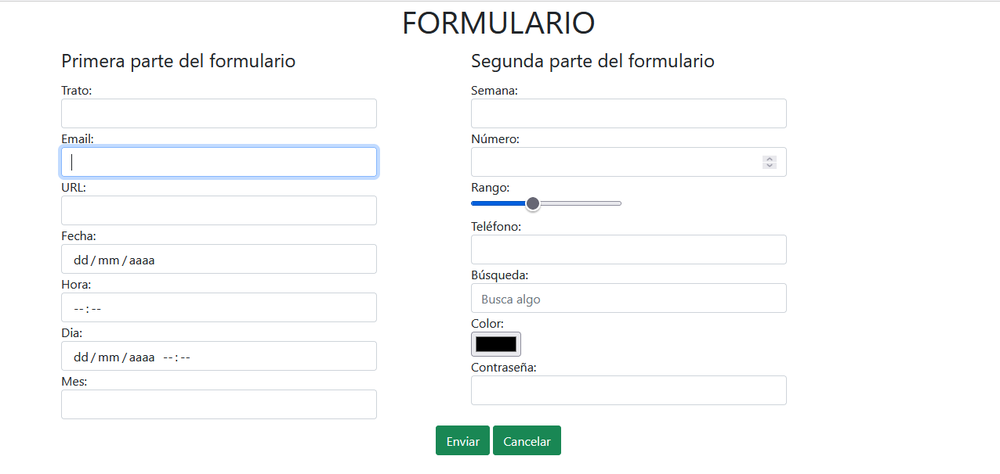 FORMULARIO
Primera parte del formulario
Trato:
Email:
URL:
Fecha:
dd/mm/aaaa
Hora:
--:--
Dia:
dd/mm/aaaa --:--
Mes:
Segunda parte del formulario
Semana:
Número:
Rango:
Teléfono:
Búsqueda:
Busca algo
Color:
Contraseña:
Enviar Cancelar